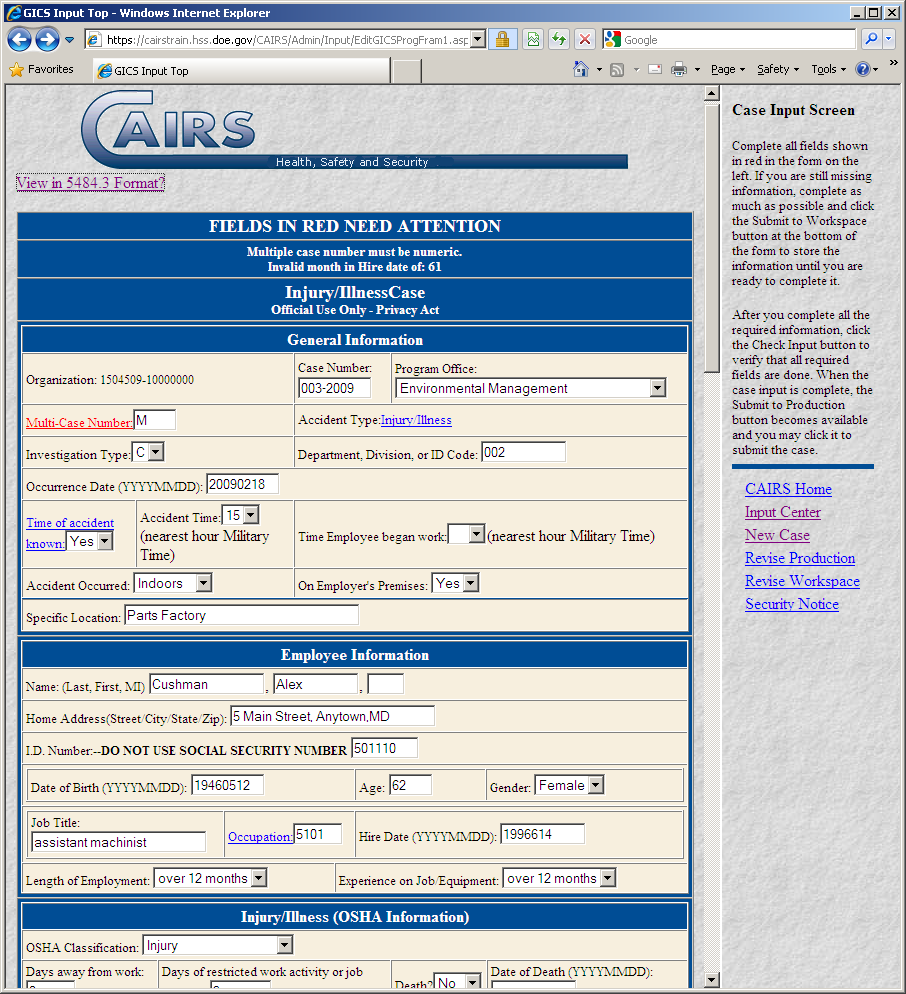 GICS Input Top - Windows Internet Explorer
https://cairstrain.hss.doe.gov/CAIRS/Admin/Input/EditGICSProgFram1.asp
Google
Favorites
GICS Input Top
Page
Safety
Tools
CAIRS
Health, Safety and Security
View in 5484.3 Format?
FIELDS IN RED NEED ATTENTION
Multiple case number must be numeric.
Invalid month in Hire date of: 61
Injury/IllnessCase
Official Use Only - Privacy Act
General Information
Organization: 1504509-10000000
Case Number:
003-2009
Program Office:
Environmental Management
Multi-Case Number: M
Accident Type:Injury/Illness
Investigation Type: C
Department, Division, or ID Code: 002
Occurrence Date (YYYYMMDD): 20090218
Time of accident
known: Yes
Accident Time: 15
(nearest hour Military
Time)
Time Employee began work: (nearest hour Military Time)
Accident Occurred: Indoors
On Employer's Premises: Yes
Specific Location: Parts Factory
Employee Information
Name: (Last, First, MI) Cushman , Alex ,
Home Address(Street/City/State/Zip): 5 Main Street, Anytown,MD
I.D. Number:--DO NOT USE SOCIAL SECURITY NUMBER 501110
Date of Birth (YYYYMMDD): 19460512
Age: 62
Gender: Female
Job Title:
assistant machinist
Occupation: 5101
Hire Date (YYYYMMDD): 1996614
Length of Employment: over 12 months
Experience on Job/Equipment: over 12 months
Injury/Illness (OSHA Information)
OSHA Classification: Injury
Days away from work:
Days of restricted work activity or job
Death? No
Date of Death (YYYYMMDD):
Case Input Screen
Complete all fields shown
in red in the form on the
left. If you are still missing
information, complete as
much as possible and click
the Submit to Workspace
button at the bottom of
the form to store the
information until you are
ready to complete it.
After you complete all the
required information, click
the Check Input button to
verify that all required
fields are done. When the
case input is complete, the
Submit to Production
button becomes available
and you may click it to
submit the case.
CAIRS Home
Input Center
New Case
Revise Production
Revise Workspace
Security Notice